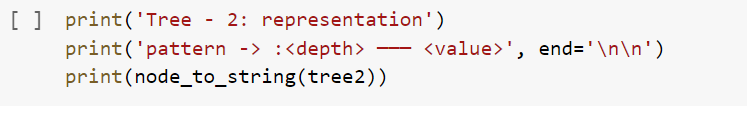 [ ] print('Tree - 2: representation')
print('pattern -> :<depth> ─── <value>', end='\n\n')
print(node_to_string(tree2))